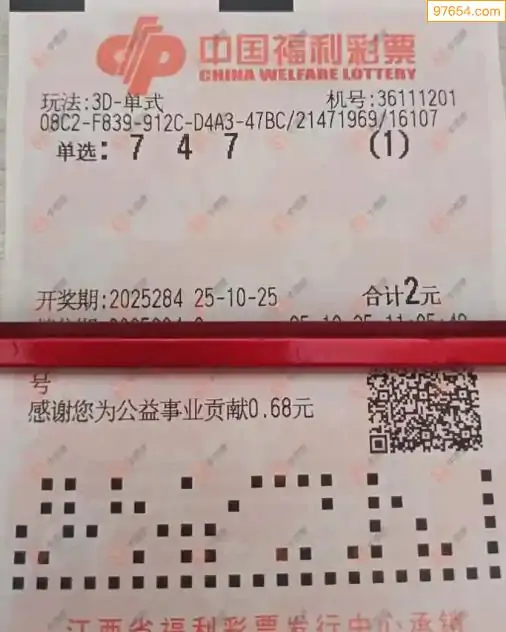 97654.com
中国福利彩票
CHINA WELFARE LOTTERY
玩法:3D-单式 机号:36111201
08C2-F839-912C-D4A3-47BC/21471969/16107
单选: 7 4 7 (1)
开奖期:2025284 25-10-25 合计2元
号
感谢您为公益事业贡献0.68元
江西省福利彩票发行中心承销